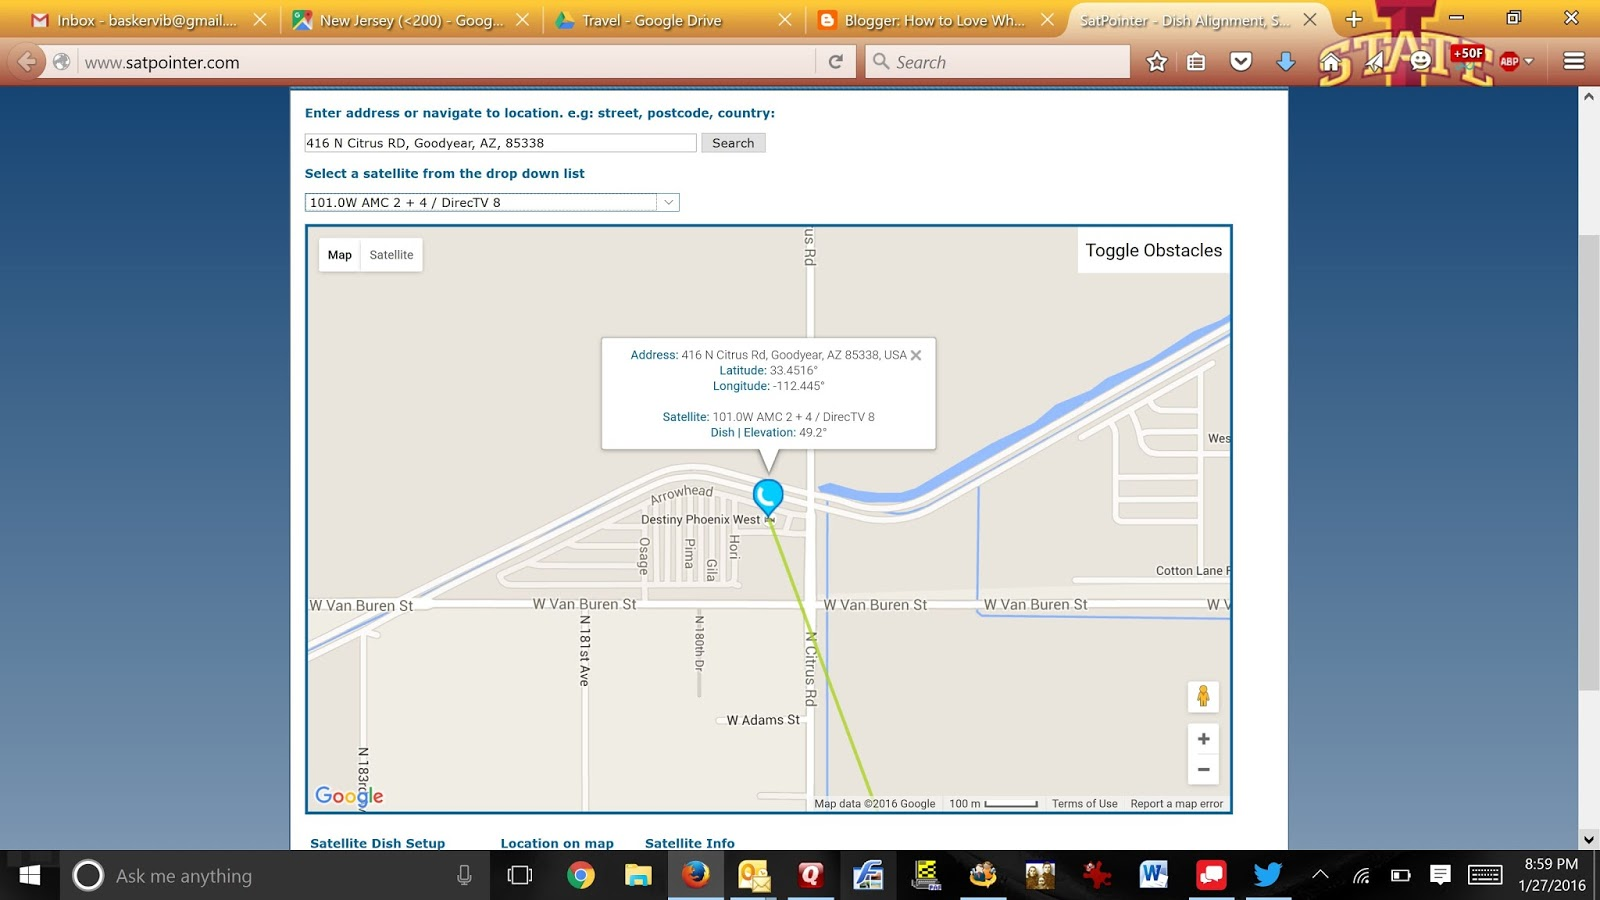 Inbox - baskervib@gmail....
New Jersey (<200) - Goog...
Travel - Google Drive
Blogger: How to Love Wh...
SatPointer - Dish Alignment, S...
www.satpointer.com
Search
STATE
+50F
ABP
Enter address or navigate to location. e.g: street, postcode, country:
416 N Citrus RD, Goodyear, AZ, 85338
Search
Select a satellite from the drop down list
101.0W AMC 2 + 4 / DirecTV 8
Map
Satellite
us Rd
Toggle Obstacles
Address: 416 N Citrus Rd, Goodyear, AZ 85338, USA
Latitude: 33.4516°
Longitude: -112.445°
Satellite: 101.0W AMC 2 + 4 / DirecTV 8
Dish | Elevation: 49.2°
Wes
Arrowhead
Destiny Phoenix West
Osage
Pima
Gila
Hori
Cotton Lane R
W Van Buren St
W Van Buren St
W Van Buren St
W Van Buren St
W V
N 181st Ave
N 180th Dr
N Citrus Rd
W Adams St
N 183rd
Google
Map data ©2016 Google
100 m
Terms of Use
Report a map error
Satellite Dish Setup
Location on map
Satellite Info
Ask me anything
8:59 PM
1/27/2016